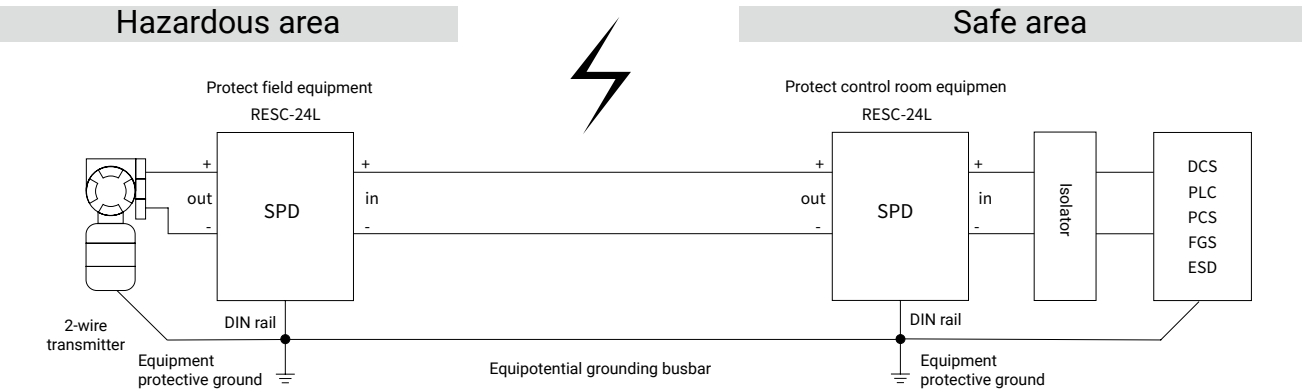 Hazardous area
Safe area
Protect field equipment
RESC-24L
Protect control room equipmen
RESC-24L
+
+
+
+
out
SPD
in
out
SPD
in
-
-
-
-
Isolator
DCS
PLC
PCS
FGS
ESD
2-wire
transmitter
DIN rail
DIN rail
Equipment
protective ground
Equipotential grounding busbar
Equipment
protective ground